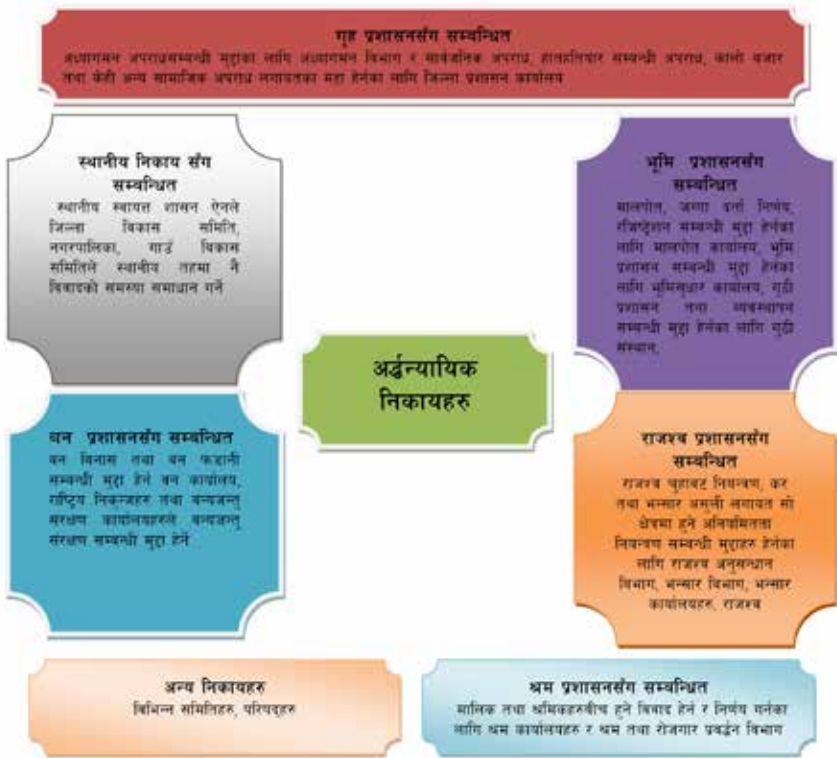 गृह प्रशासनसँग सम्बन्धित
अध्यागमन अपराधसम्बन्धी मुद्दाका लागि अध्यागमन विभाग र सार्वजनिक अपराध, हातहतियार सम्बन्धी अपराध, कालो बजार
तथा केही अन्य सामाजिक अपराध लगायतका मुद्दा हेर्नका लागि जिल्ला प्रशासन कार्यालय
स्थानीय निकाय सँग
सम्बन्धित
स्थानीय स्वायत्त शासन ऐनले
जिल्ला विकास समिति,
नगरपालिका, गाउँ विकास
समितिले स्थानीय तहमा नै
विवादको समस्या समाधान गर्ने
भूमि प्रशासनसँग
सम्बन्धित
मालपोत, जग्गा दर्ता निर्णय,
रजिष्ट्रेशन सम्बन्धी मुद्दा हेर्नका
लागि मालपोत कार्यालय, भूमि
प्रशासन सम्बन्धी मुद्दा हेर्नका
लागि भूमिसुधार कार्यालय, गुठी
प्रशासन तथा व्यवस्थापन
सम्बन्धी मुद्दा हेर्नका लागि गुठी
संस्थान,
अर्द्धन्यायिक
निकायहरु
वन प्रशासनसँग सम्बन्धित
वन विनास तथा वन फडानी
सम्बन्धी मुद्दा हेर्न वन कार्यालय,
राष्ट्रिय निकुन्जहरु तथा वन्यजन्तु
संरक्षण कार्यालयहरुले वन्यजन्तु
संरक्षण सम्बन्धी मुद्दा हेर्ने
राजश्व प्रशासनसँग
सम्बन्धित
राजश्व चुहावट नियन्त्रण, कर
तथा भन्सार असुली लगायत सो
क्षेत्रमा हुने अनियमितता
नियन्त्रण सम्बन्धी मुद्दाहरु हेर्नका
लागि राजश्व अनुसन्धान
विभाग, भन्सार विभाग, भन्सार
कार्यालयहरु, राजश्व
अन्य निकायहरु
विभिन्न समितिहरु, परिषद्हरु
श्रम प्रशासनसँग सम्बन्धित
मालिक तथा श्रमिकहरुबीच हुने विवाद हेर्न र निर्णय गर्नका
लागि श्रम कार्यालयहरु र श्रम तथा रोजगार प्रवर्द्धन विभाग